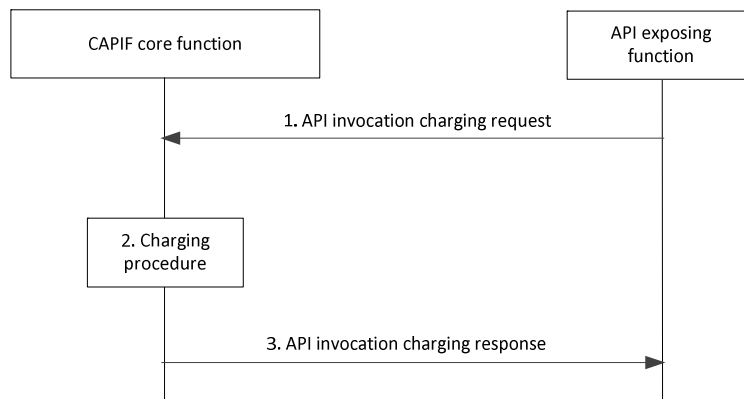 CAPIF core function
API exposing
function
1. API invocation charging request
2. Charging
procedure
3. API invocation charging response